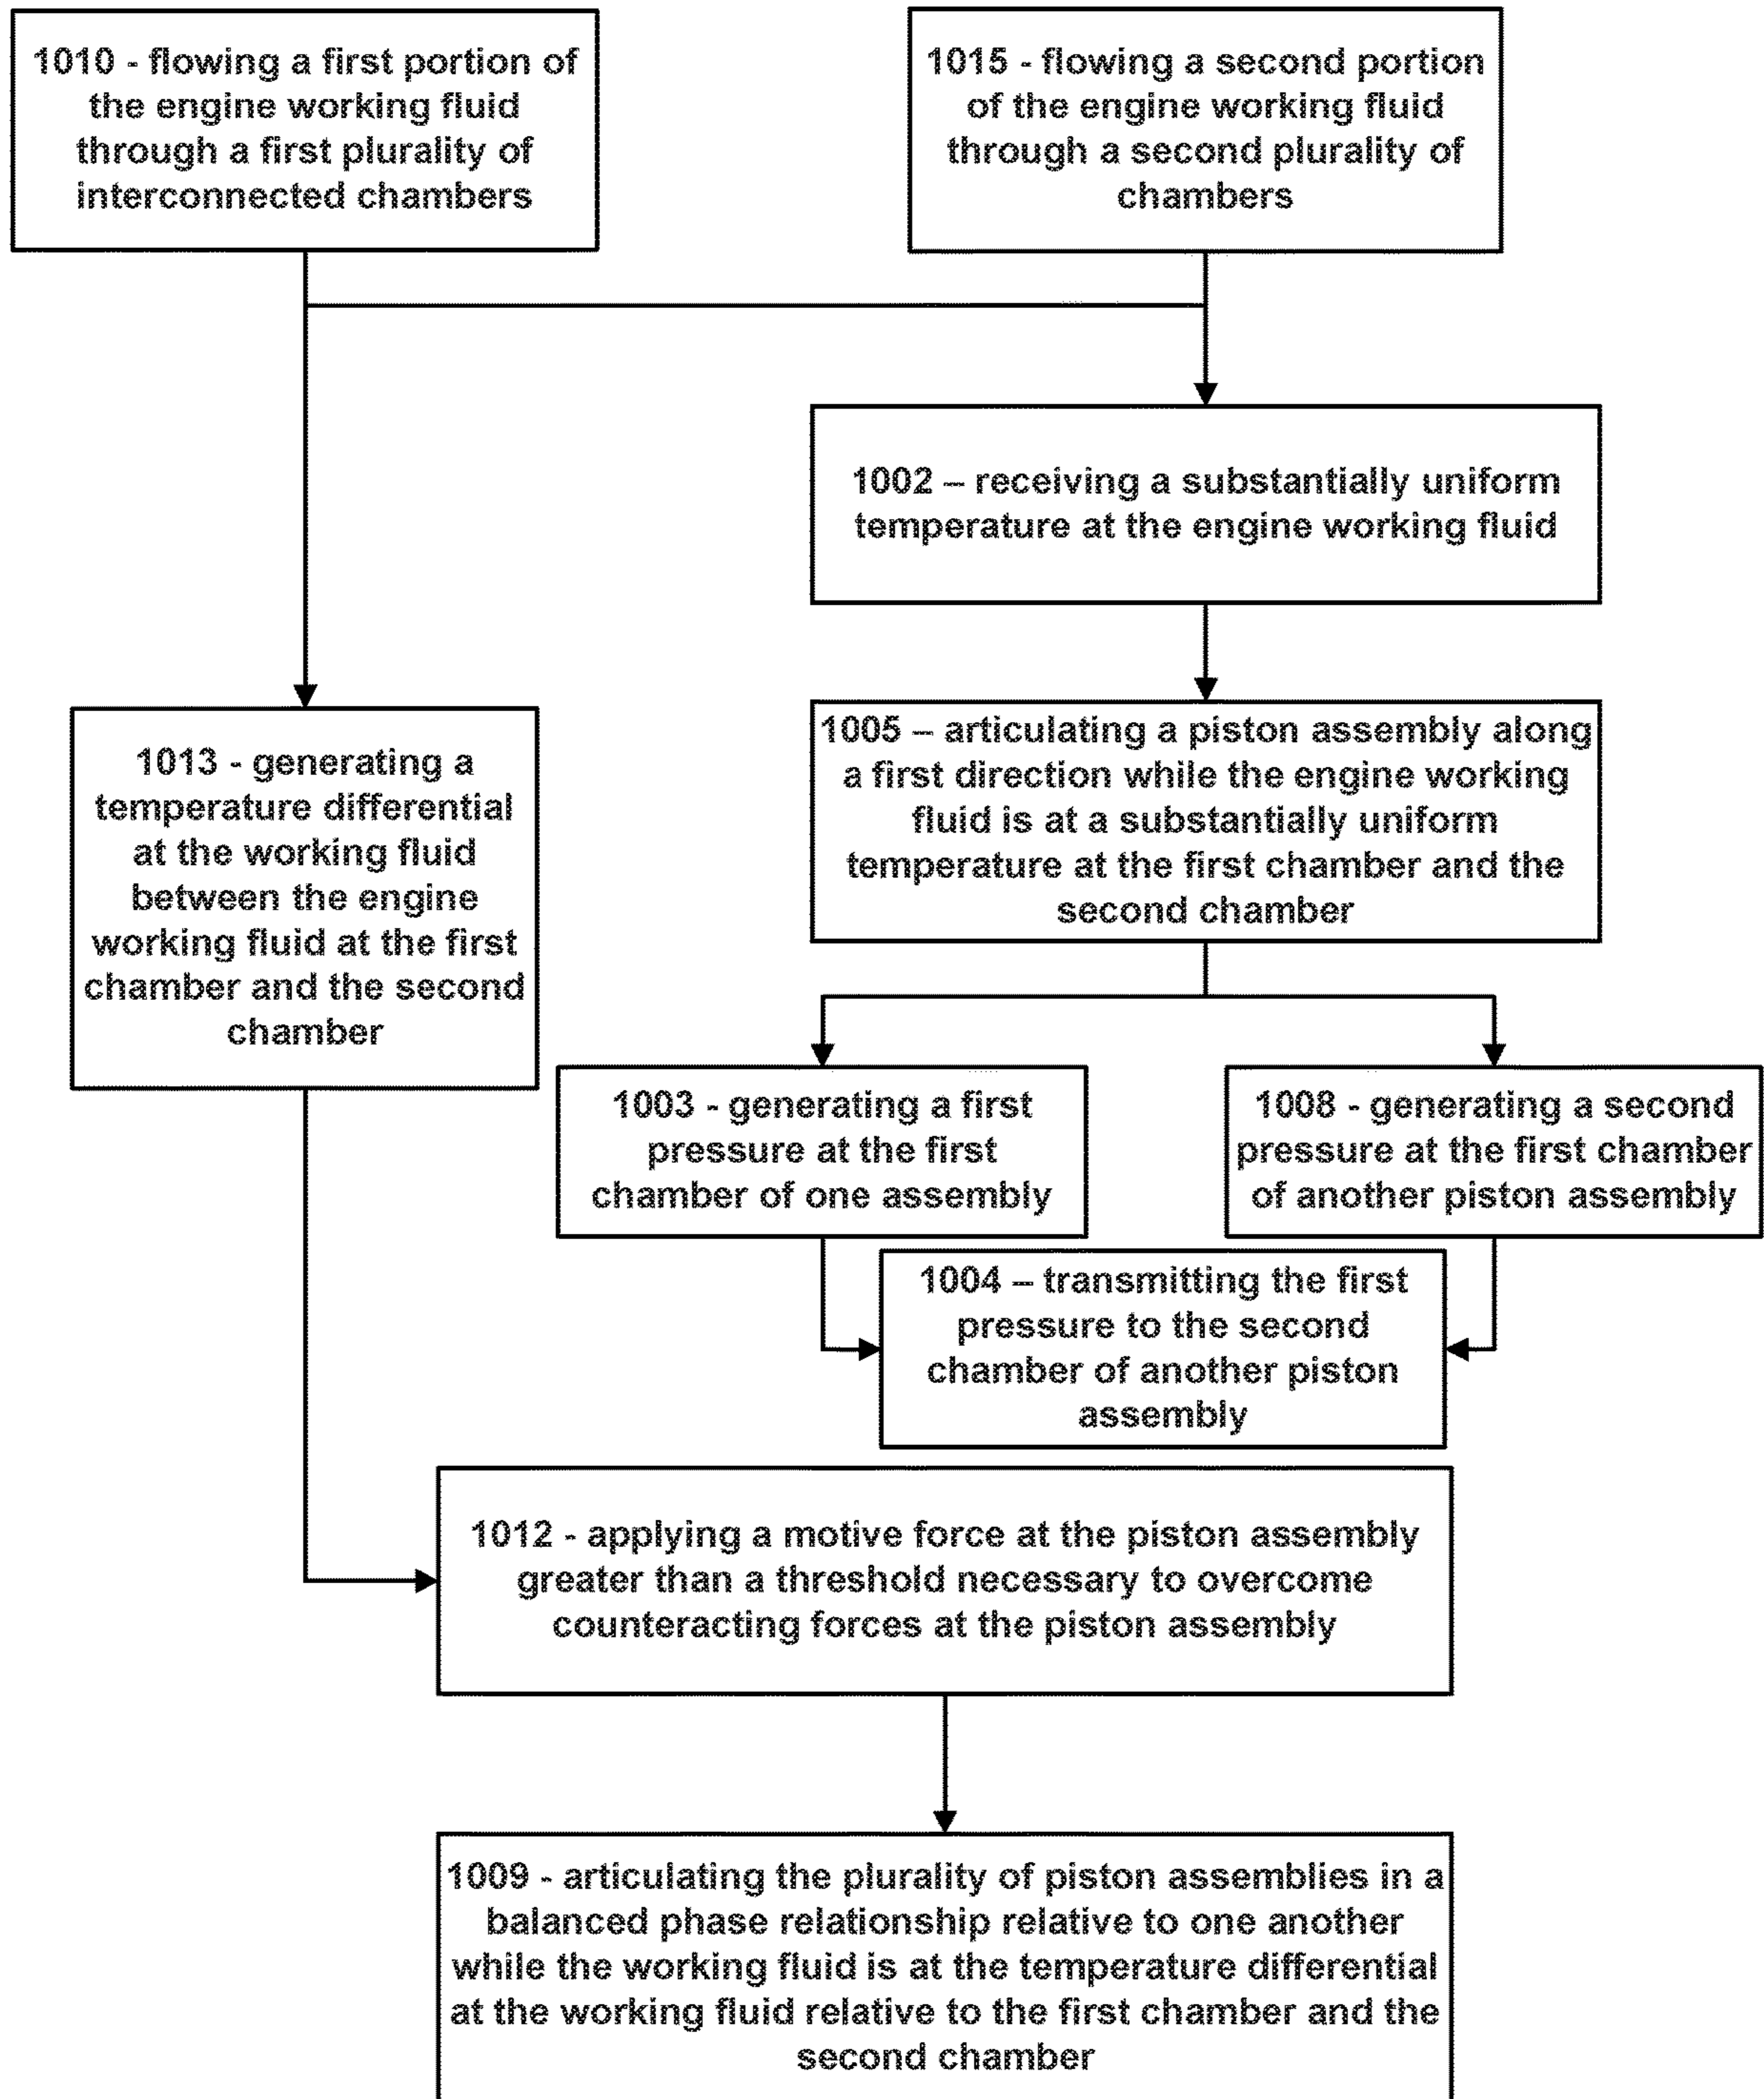 1010 - flowing a first portion of
the engine working fluid
through a first plurality of
interconnected chambers
1015 - flowing a second portion
of the engine working fluid
through a second plurality of
chambers
1002 – receiving a substantially uniform
temperature at the engine working fluid
1005 – articulating a piston assembly along
a first direction while the engine working
fluid is at a substantially uniform
temperature at the first chamber and the
second chamber
1013 - generating a
temperature differential
at the working fluid
between the engine
working fluid at the first
chamber and the second
chamber
1003 - generating a first
pressure at the first
chamber of one assembly
1008 - generating a second
pressure at the first chamber
of another piston assembly
1004 – transmitting the first
pressure to the second
chamber of another piston
assembly
1012 - applying a motive force at the piston assembly
greater than a threshold necessary to overcome
counteracting forces at the piston assembly
1009 - articulating the plurality of piston assemblies in a
balanced phase relationship relative to one another
while the working fluid is at the temperature differential
at the working fluid relative to the first chamber and the
second chamber